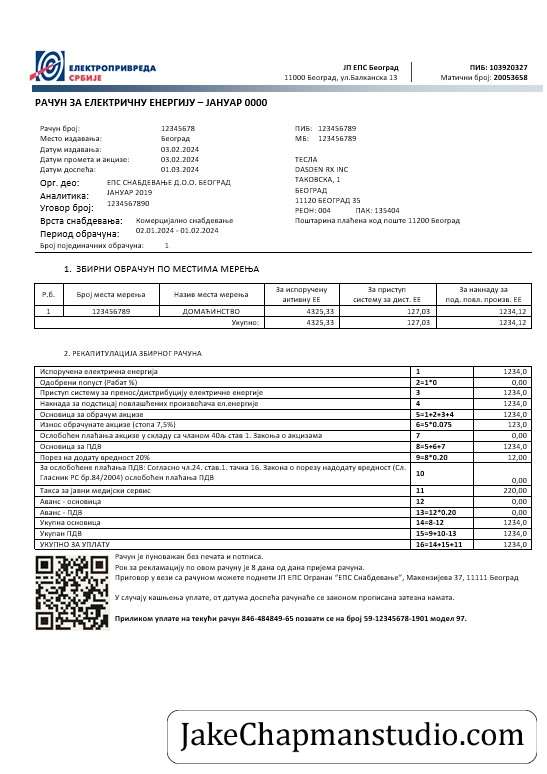 ЕЛЕКТРОПРИВРЕДА
СРБИЈЕ
ЈП ЕПС Београд
11000 Београд, ул.Балканска 13
ПИБ: 103920327
Матични број: 20053658
РАЧУН ЗА ЕЛЕКТРИЧНУ ЕНЕРГИЈУ – ЈАНУАР 0000
Рачун број: 12345678
Место издавања: Београд
Датум издавања: 03.02.2024
Датум промета и акцизе: 03.02.2024
Датум доспећа: 01.03.2024
Орг. део: ЕПС СНАБДЕВАЊЕ Д.О.О. БЕОГРАД
Аналитика: ЈАНУАР 2019
Уговор број: 1234567890
Врста снабдевања: Комерцијално снабдевање
Период обрачуна: 02.01.2024 - 01.02.2024
Број појединачних обрачуна: 1
ПИБ: 123456789
МБ: 123456789
ТЕСЛА
DASDEN RX INC
ТАКОВСКА, 1
БЕОГРАД
11120 БЕОГРАД 35
РЕОН: 004 ПАК: 135404
Поштарина плаћена код поште 11200 Београд
1. ЗБИРНИ ОБРАЧУН ПО МЕСТИМА МЕРЕЊА
Р.б. Број места мерења Назив места мерења За испоручену активну ЕЕ За приступ систему за дист. ЕЕ За накнаду за под. повл. произв. ЕЕ
1 123456789 ДОМАЋИНСТВО 4325,33 127,03 1234,12
Укупно: 4325,33 127,03 1234,12
2. РЕКАПИТУЛАЦИЈА ЗБИРНОГ РАЧУНА
Испоручена електрична енергија 1 1234,0
Одобрени попуст (Рабат %) 2=1*0 0,00
Приступ систему за пренос/дистрибуцију електричне енергије 3 1234,0
Накнада за подстицај повлашћених произвођача ел.енергије 4 1234,0
Основица за обрачум акцизе 5=1+2+3+4 1234,0
Износ обрачунате акцизе (стопа 7,5%) 6=5*0.075 123,0
Ослобођен плаћања акцизе у складу са чланом 40љ став 1. Закона о акцизама 7 0,00
Основица за ПДВ 8=5+6+7 1234,0
Порез на додату вредност 20% 9=8*0.20 12,00
За ослобођене плаћања ПДВ: Согласно чл.24. став.1. тачка 16. Закона о порезу надодату вредност (Сл.
Гласник РС бр.84/2004) ослобођен плаћања ПДВ 10 0,00
Такса за јавни медијски сервис 11 220,00
Аванс - основица 12 0,00
Аванс - ПДВ 13=12*0.20 0,00
Укупна основица 14=8-12 1234,0
Укупан ПДВ 15=9+10-13 1234,0
УКУПНО ЗА УПЛАТУ 16=14+15+11 1234,0
Рачун је пуноважан без печата и потписа.
Рок за рекламацију по овом рачуну је 8 дана од дана пријема рачуна.
Приговор у вези са рачуном можете поднети ЈП ЕПС Огранак "ЕПС Снабдевање", Макензијева 37, 11111 Београд
У случају кашњења уплате, от датума доспећа рачунаће се законом прописана затезна камата.
Приликом уплате на текући рачун 846-484849-65 позвати се на број 59-12345678-1901 модел 97.
JakeChapmanstudio.com